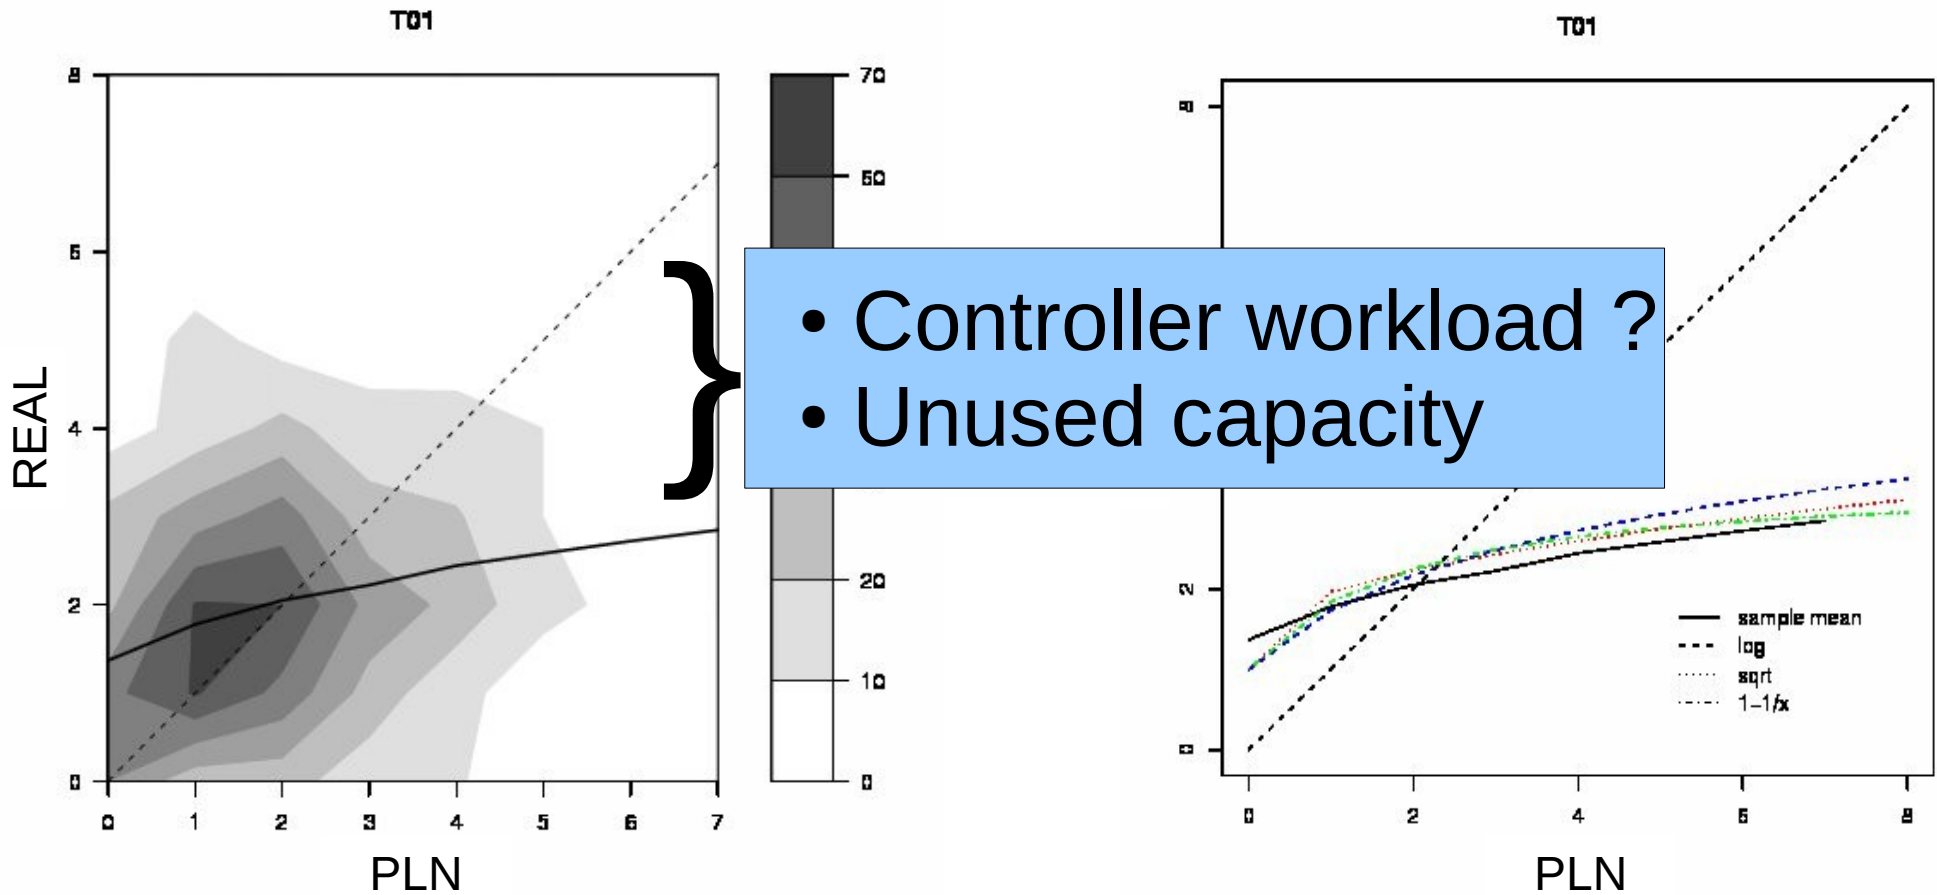 T01
8
6
4
2
0
REAL
0 1 2 3 4 5 6 7
PLN
70
60
20
10
0
• Controller workload ?
• Unused capacity
T01
8
2
0
sample mean
log
sqrt
1−1/x
0 2 4 6 8
PLN